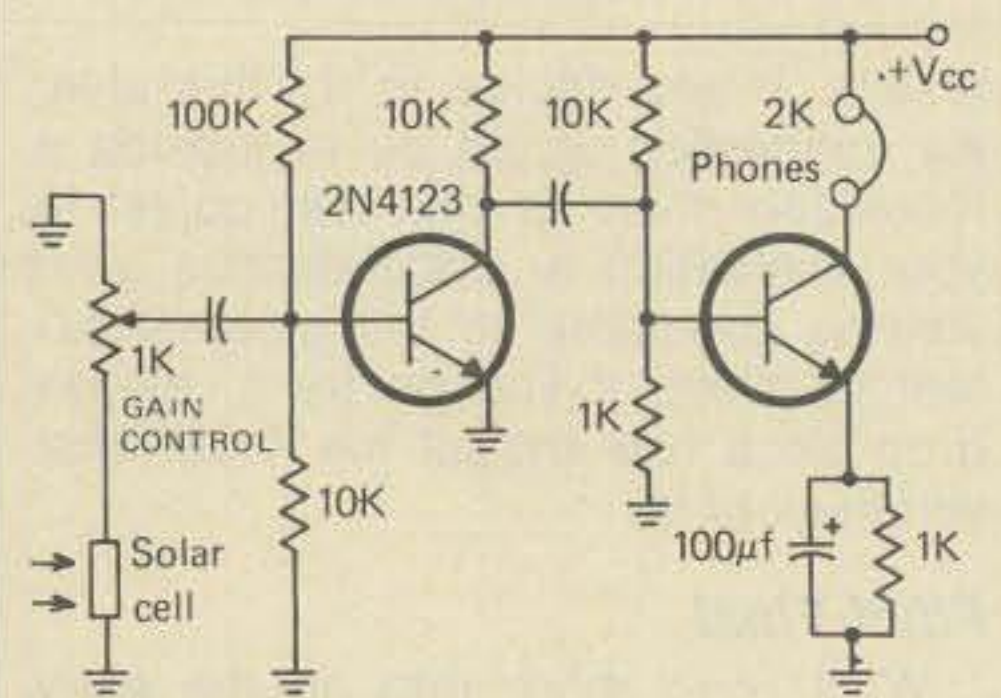 .+Vcc
100K
10K
10K
2K
Phones
2N4123
1K
GAIN
CONTROL
1K
10K
Solar
cell
100μf
+
1K